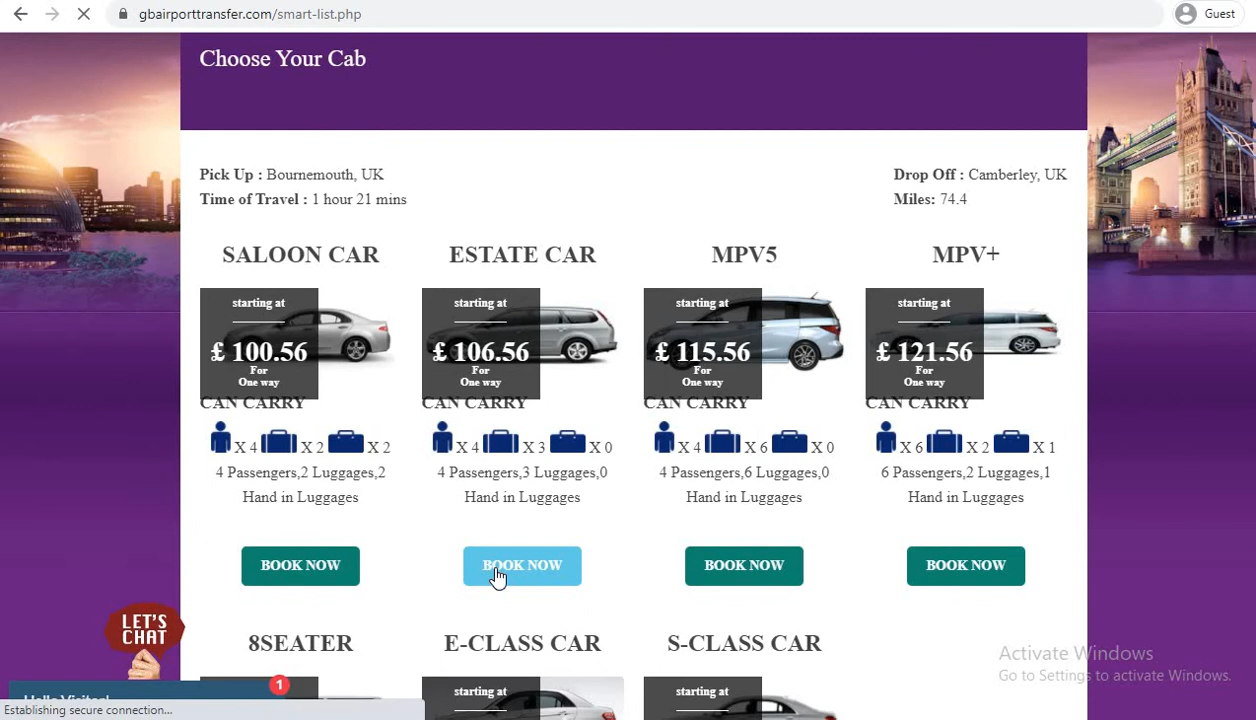 gbairporttransfer.com/smart-list.php
Guest
Choose Your Cab
Pick Up : Bournemouth, UK
Drop Off : Camberley, UK
Time of Travel : 1 hour 21 mins
Miles: 74.4
SALOON CAR
ESTATE CAR
MPV5
MPV+
starting at
£ 100.56
For
One way
CAN CARRY
X 4 X 2 X 2
4 Passengers,2 Luggages,2
Hand in Luggages
BOOK NOW
starting at
£ 106.56
For
One way
CAN CARRY
X 4 X 3 X 0
4 Passengers,3 Luggages,0
Hand in Luggages
BOOK NOW
starting at
£ 115.56
For
One way
CAN CARRY
X 4 X 6 X 0
4 Passengers,6 Luggages,0
Hand in Luggages
BOOK NOW
starting at
£ 121.56
For
One way
CAN CARRY
X 6 X 2 X 1
6 Passengers,2 Luggages,1
Hand in Luggages
BOOK NOW
LET'S
CHAT
8SEATER
E-CLASS CAR
S-CLASS CAR
starting at
starting at
Activate Windows
Go to Settings to activate Windows.
1
Hello Visitor!
Establishing secure connection...